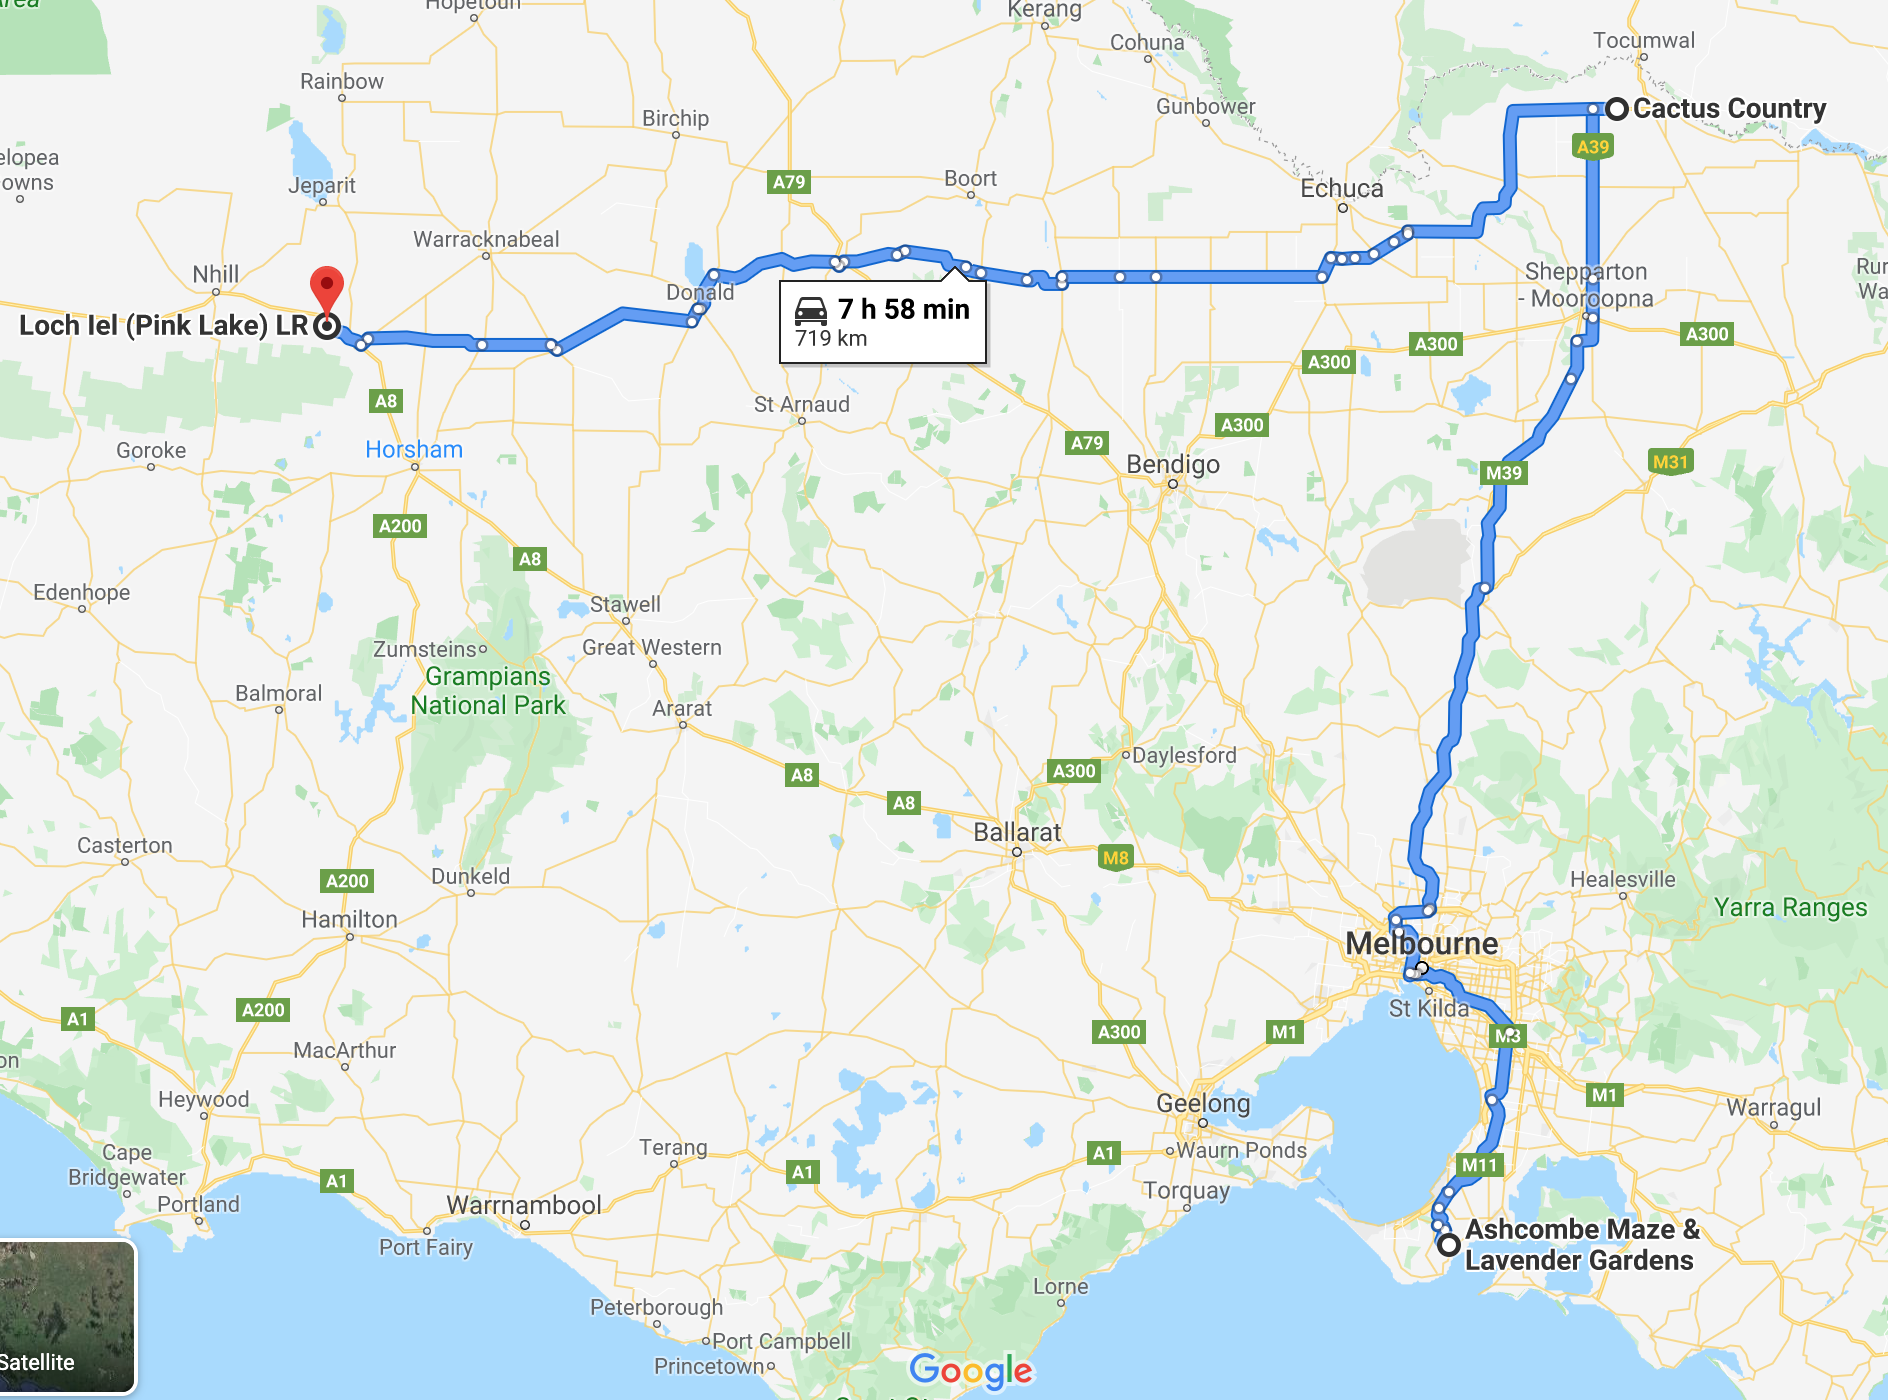 Hopetoun
Kerang
Cohuna
Tocumwal
Rainbow
Birchip
Gunbower
Cactus Country
A39
elopea
owns
Jeparit
A79
Boort
Echuca
Warracknabeal
Nhill
Donald
Shepparton
- Mooroopna
Loch Iel (Pink Lake) LR
7 h 58 min
719 km
A300
A300
A300
A8
St Arnaud
A300
Goroke
Horsham
A79
Bendigo
M39
M31
A200
A8
Edenhope
Stawell
Great Western
Zumsteins
Grampians
National Park
Balmoral
Ararat
Daylesford
A8
A300
A8
Ballarat
M8
Casterton
Dunkeld
A200
Healesville
Hamilton
Yarra Ranges
Melbourne
A200
A1
St Kilda
A300
M1
M3
MacArthur
on
Heywood
Geelong
M1
Warragul
Cape
Bridgewater
Terang
A1
Waurn Ponds
A1
A1
M11
Portland
Warrnambool
Torquay
Port Fairy
Ashcombe Maze &
Lavender Gardens
Lorne
Peterborough
Port Campbell
Princetown
Satellite
Google